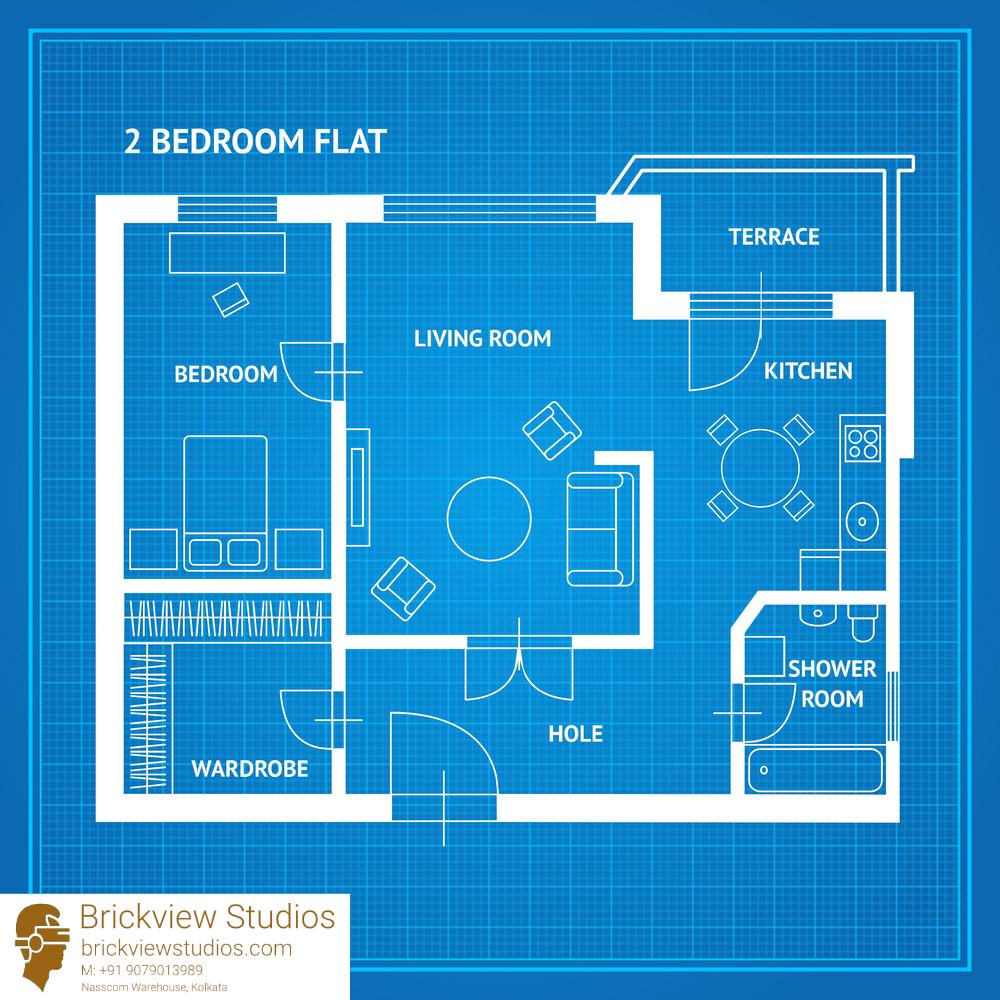 2 BEDROOM FLAT
TERRACE
LIVING ROOM
KITCHEN
BEDROOM
SHOWER
ROOM
HOLE
WARDROBE
Brickview Studios
brickviewstudios.com
M: +91 9079013989
Nasscom Warehouse, Kolkata